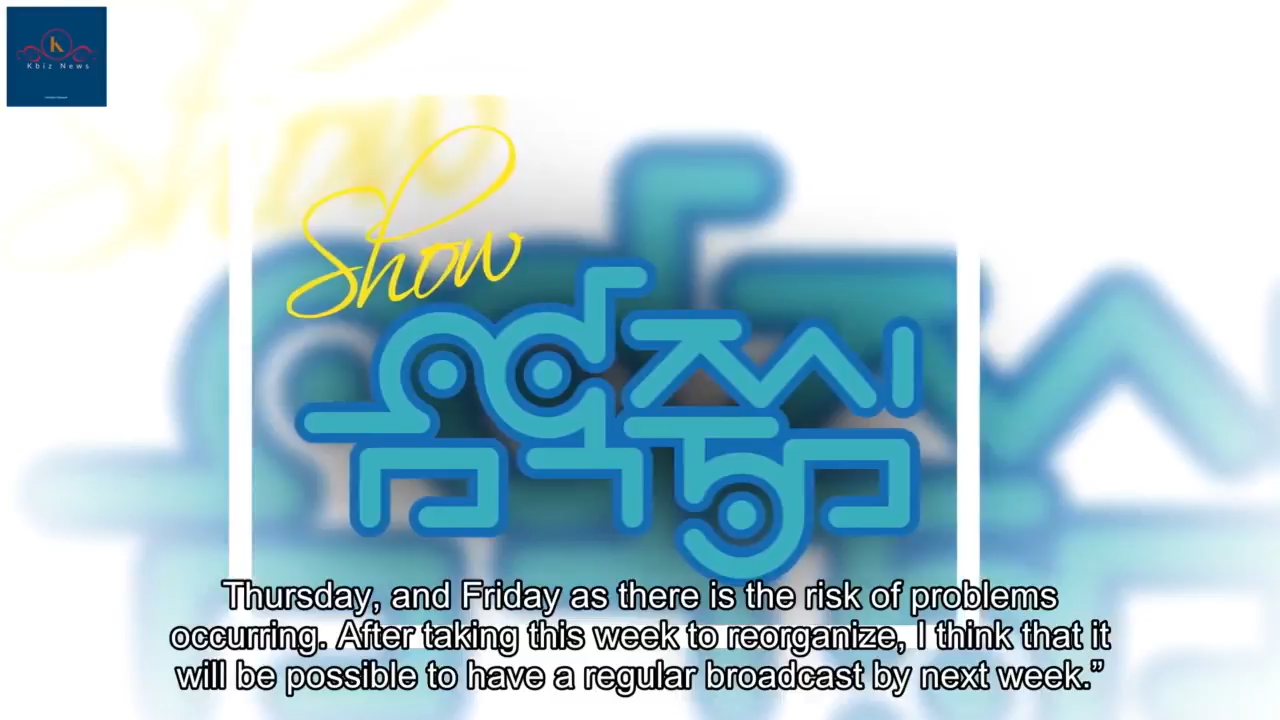 K
Kbiz News
Show
음악중심
Thursday, and Friday as there is the risk of problems
occurring. After taking this week to reorganize, I think that it
will be possible to have a regular broadcast by next week.”